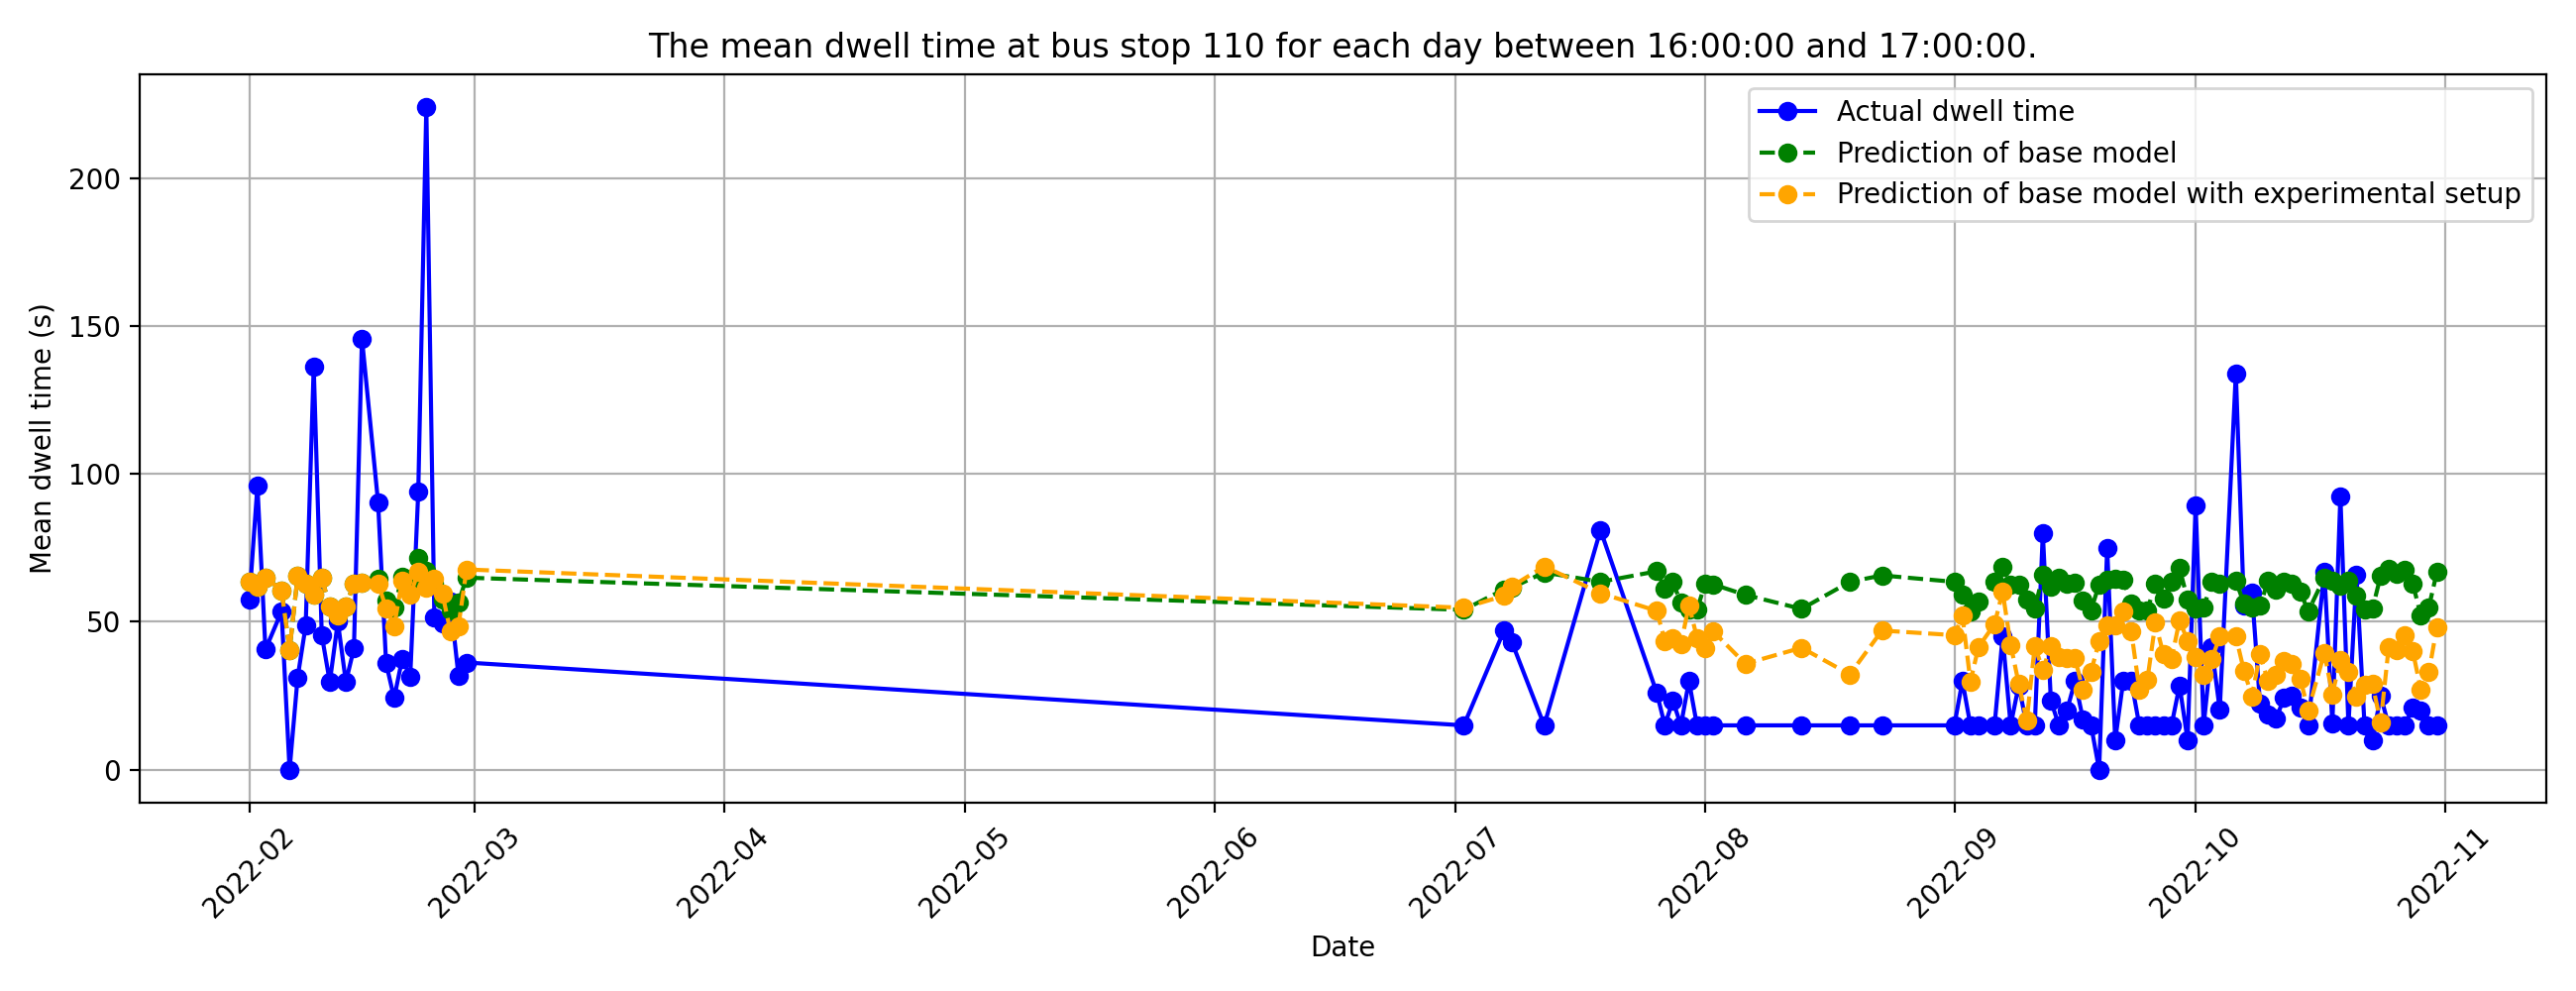 The mean dwell time at bus stop 110 for each day between 16:00:00 and 17:00:00.
Actual dwell time
Prediction of base model
Prediction of base model with experimental setup
Mean dwell time (s)
200
150
100
50
0
2022-02
2022-03
2022-04
2022-05
2022-06
2022-07
2022-08
2022-09
2022-10
2022-11
Date